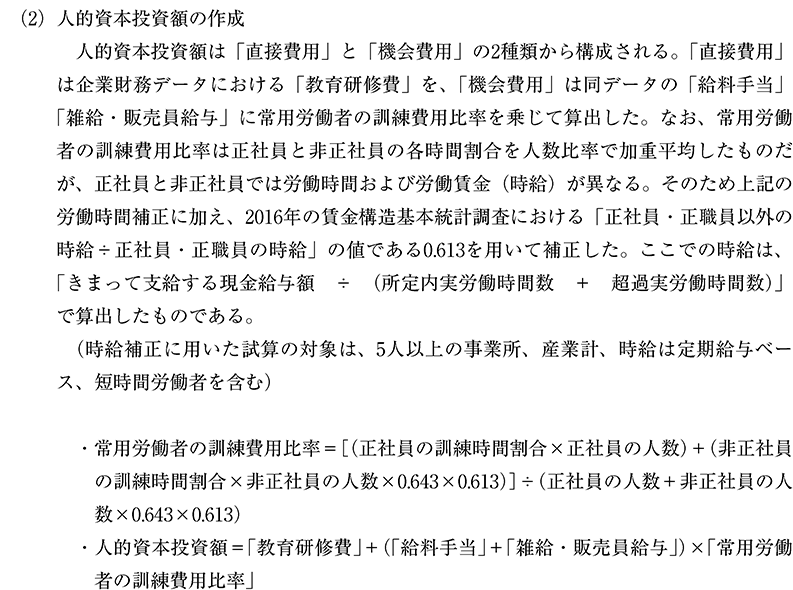 （2）人的資本投資額の作成
人的資本投資額は「直接費用」と「機会費用」の2種類から構成される。「直接費用」
は企業財務データにおける「教育研修費」を、「機会費用」は同データの「給料手当」
「雑給・販売員給与」に常用労働者の訓練費用比率を乗じて算出した。なお、常用労働
者の訓練費用比率は正社員と非正社員の各時間割合を人数比率で加重平均したものだ
が、正社員と非正社員では労働時間および労働賃金（時給）が異なる。そのため上記の
労働時間補正に加え、2016年の賃金構造基本統計調査における「正社員・正職員以外の
時給÷正社員・正職員の時給」の値である0.613を用いて補正した。ここでの時給は、
「きまって支給する現金給与額　÷　（所定内実労働時間数　＋　超過実労働時間数）」
で算出したものである。
（時給補正に用いた試算の対象は、5人以上の事業所、産業計、時給は定期給与ベー
ス、短時間労働者を含む）
・常用労働者の訓練費用比率＝[（正社員の訓練時間割合×正社員の人数）＋（非正社員
の訓練時間割合×非正社員の人数×0.643×0.613）]÷（正社員の人数＋非正社員の人
数×0.643×0.613）
・人的資本投資額＝「教育研修費」＋（「給料手当」＋「雑給・販売員給与」）×「常用労働
者の訓練費用比率」